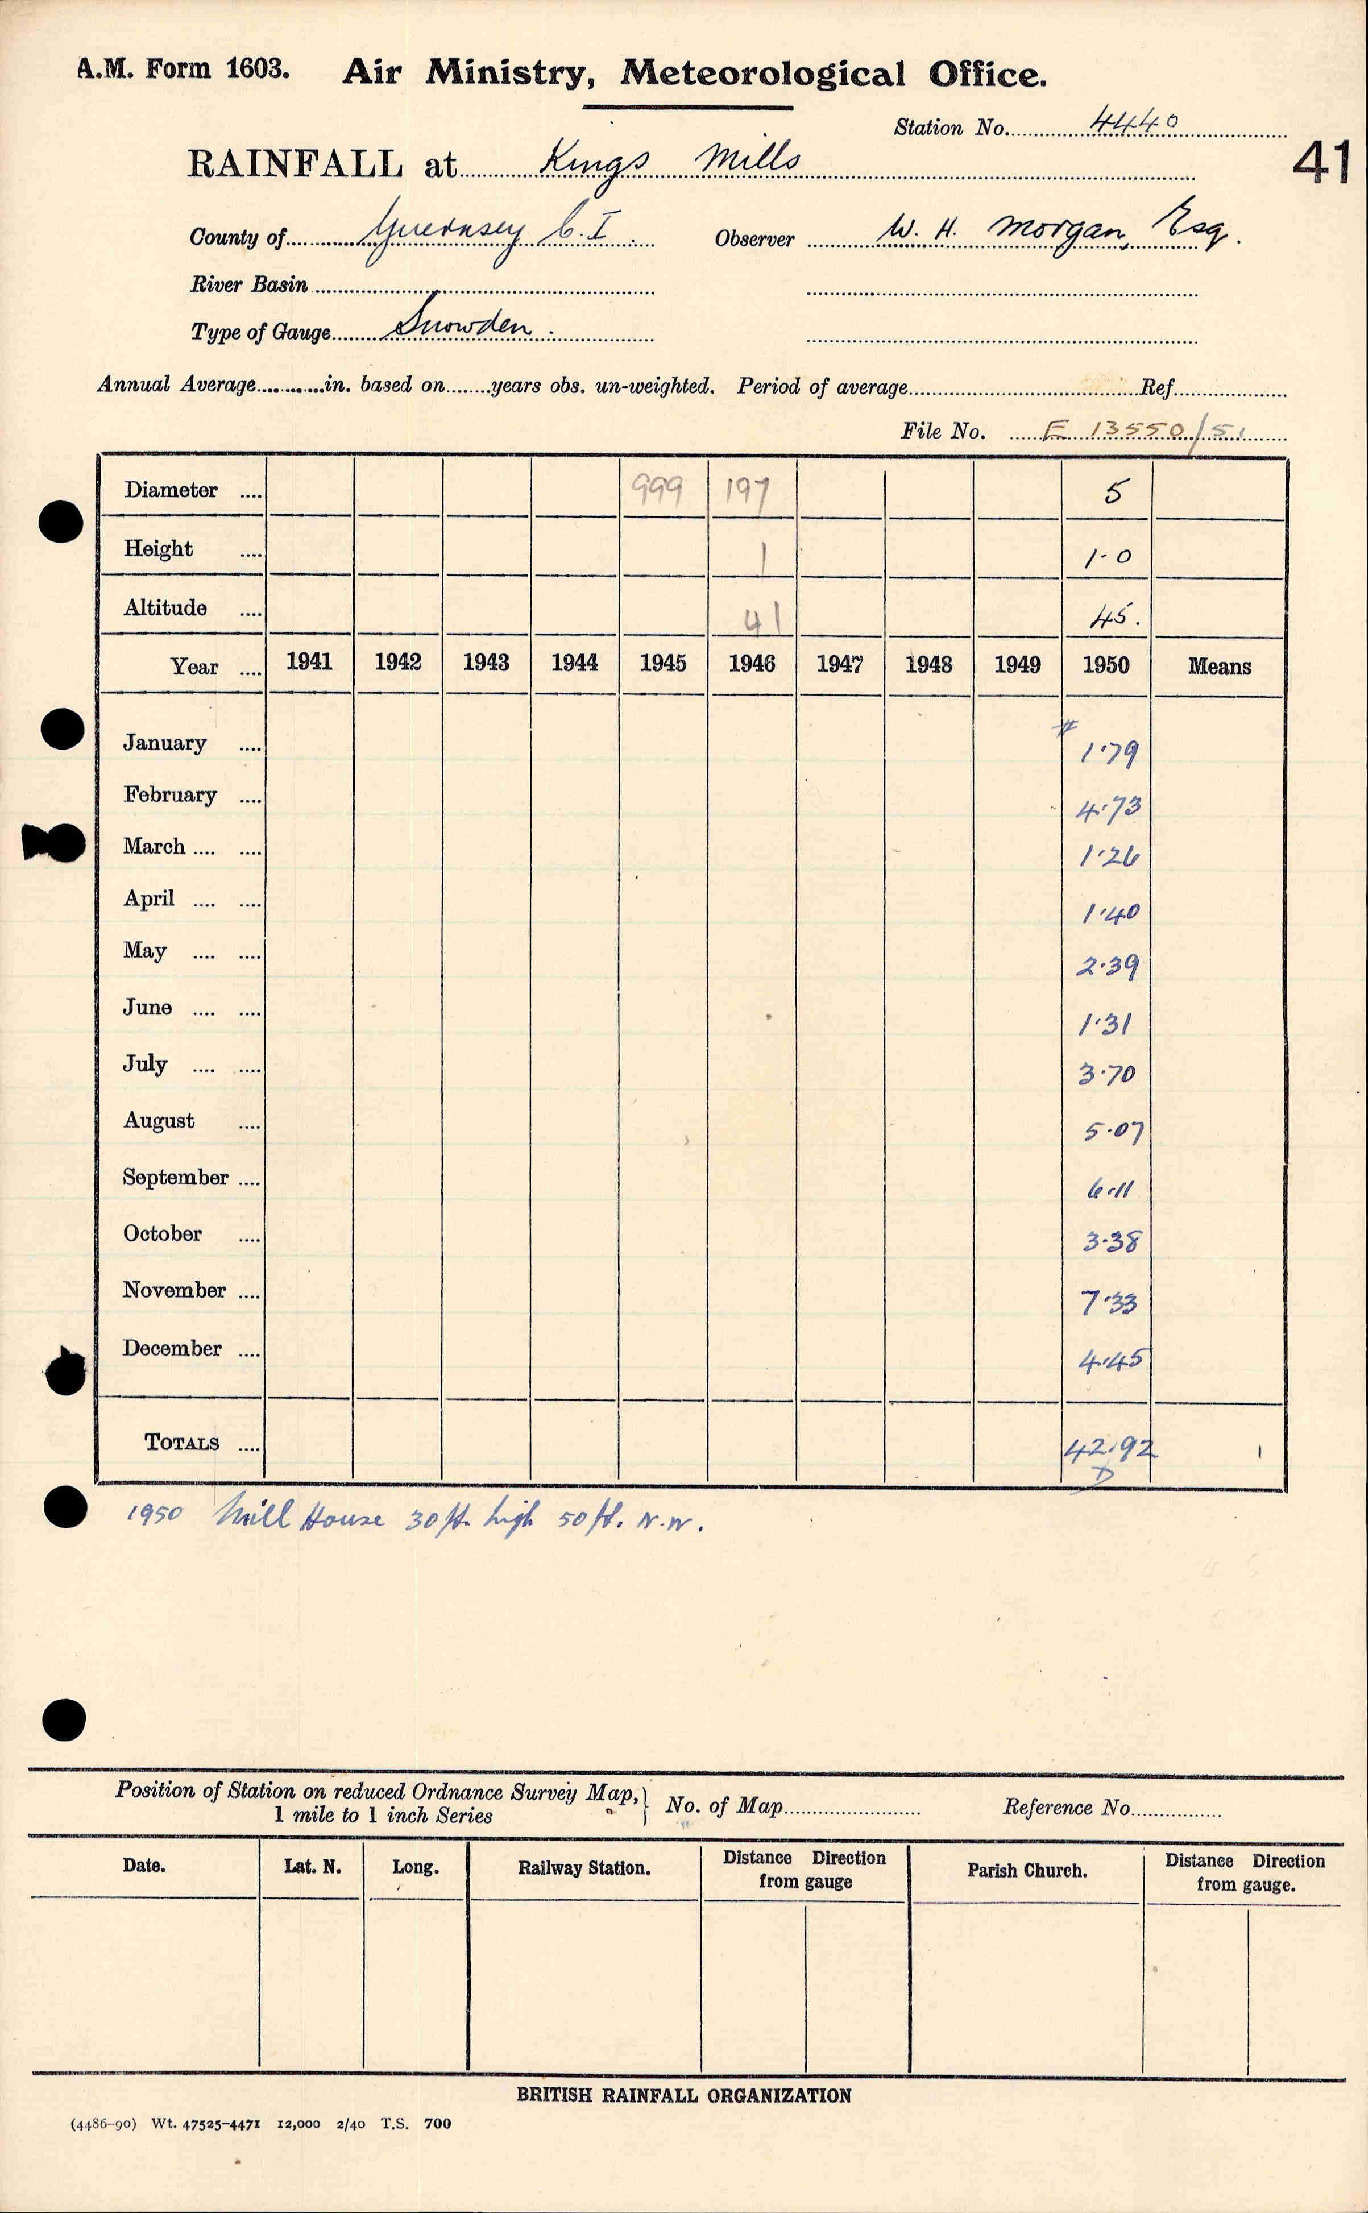 A.M. Form 1603. Air Ministry, Meteorological Office.
Station No. 4440
41
RAINFALL at Kings Mills
County of Guernsey C.I. Observer W. H. Morgan, Esq.
River Basin
Type of Gauge Snowden.
Annual Average in. based on years obs. un-weighted. Period of average Ref.
File No. E 13550/51
Diameter 999 197 5
Height 1 1·0
Altitude 41 45.
Year 1941 1942 1943 1944 1945 1946 1947 1948 1949 1950 Means
January # 1·79
February 4·73
March 1·26
April 1·40
May 2·39
June 1·31
July 3·70
August 5·07
September 6·11
October 3·38
November 7·33
December 4·45
TOTALS 42·92
D
1950 Mill House 30 ft. high 50 ft. N.W.
Position of Station on reduced Ordnance Survey Map,
1 mile to 1 inch Series } No. of Map Reference No.
Date. Lat. N. Long. Railway Station. Distance Direction from gauge Parish Church. Distance Direction from gauge.
BRITISH RAINFALL ORGANIZATION
(4486-90) Wt. 47525-4471 12,000 2/40 T.S. 700